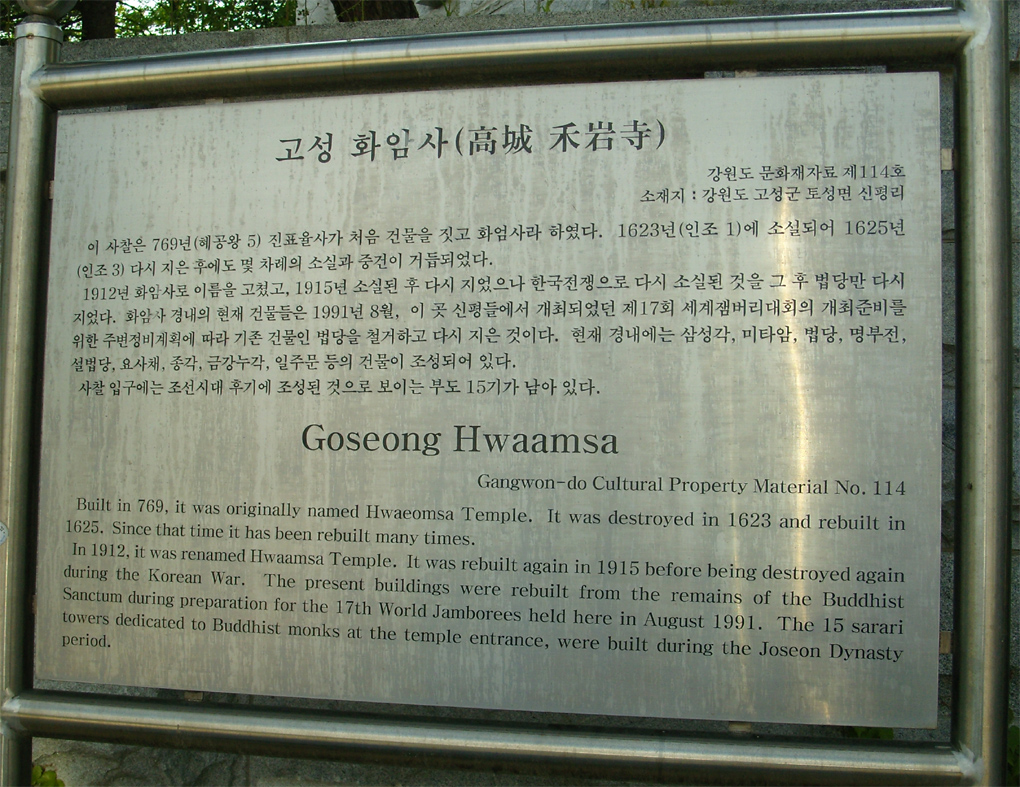 고성 화암사(高城 禾岩寺)
강원도 문화재자료 제114호
소재지 : 강원도 고성군 토성면 신평리
이 사찰은 769년(혜공왕 5) 진표율사가 처음 건물을 짓고 화엄사라 하였다. 1623년(인조 1)에 소실되어 1625년
(인조 3) 다시 지은 후에도 몇 차례의 소실과 중건이 거듭되었다.
1912년 화암사로 이름을 고쳤고, 1915년 소실된 후 다시 지었으나 한국전쟁으로 다시 소실된 것을 그 후 법당만 다시
지었다. 화암사 경내의 현재 건물들은 1991년 8월, 이 곳 신평들에서 개최되었던 제17회 세계잼버리대회의 개최준비를
위한 주변정비계획에 따라 기존 건물인 법당을 철거하고 다시 지은 것이다. 현재 경내에는 삼성각, 미타암, 법당, 명부전,
설법당, 요사채, 종각, 금강누각, 일주문 등의 건물이 조성되어 있다.
사찰 입구에는 조선시대 후기에 조성된 것으로 보이는 부도 15기가 남아 있다.
Goseong Hwaamsa
Gangwon-do Cultural Property Material No. 114
Built in 769, it was originally named Hwaeomsa Temple. It was destroyed in 1623 and rebuilt in
1625. Since that time it has been rebuilt many times.
In 1912, it was renamed Hwaamsa Temple. It was rebuilt again in 1915 before being destroyed again
during the Korean War. The present buildings were rebuilt from the remains of the Buddhist
Sanctum during preparation for the 17th World Jamborees held here in August 1991. The 15 sarari
towers dedicated to Buddhist monks at the temple entrance, were built during the Joseon Dynasty
period.